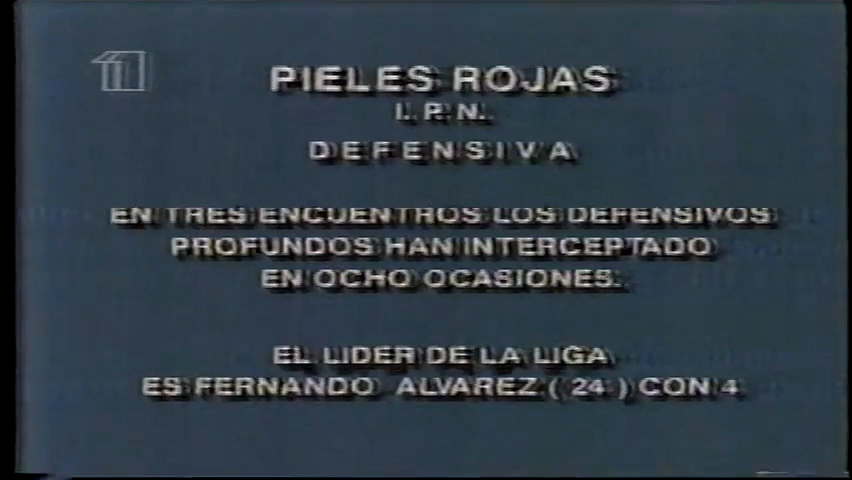 11
PIELES ROJAS
I. P. N.
DEFENSIVA
EN TRES ENCUENTROS LOS DEFENSIVOS
PROFUNDOS HAN INTERCEPTADO
EN OCHO OCASIONES.
EL LIDER DE LA LIGA
ES FERNANDO ALVAREZ ( 24 ) CON 4